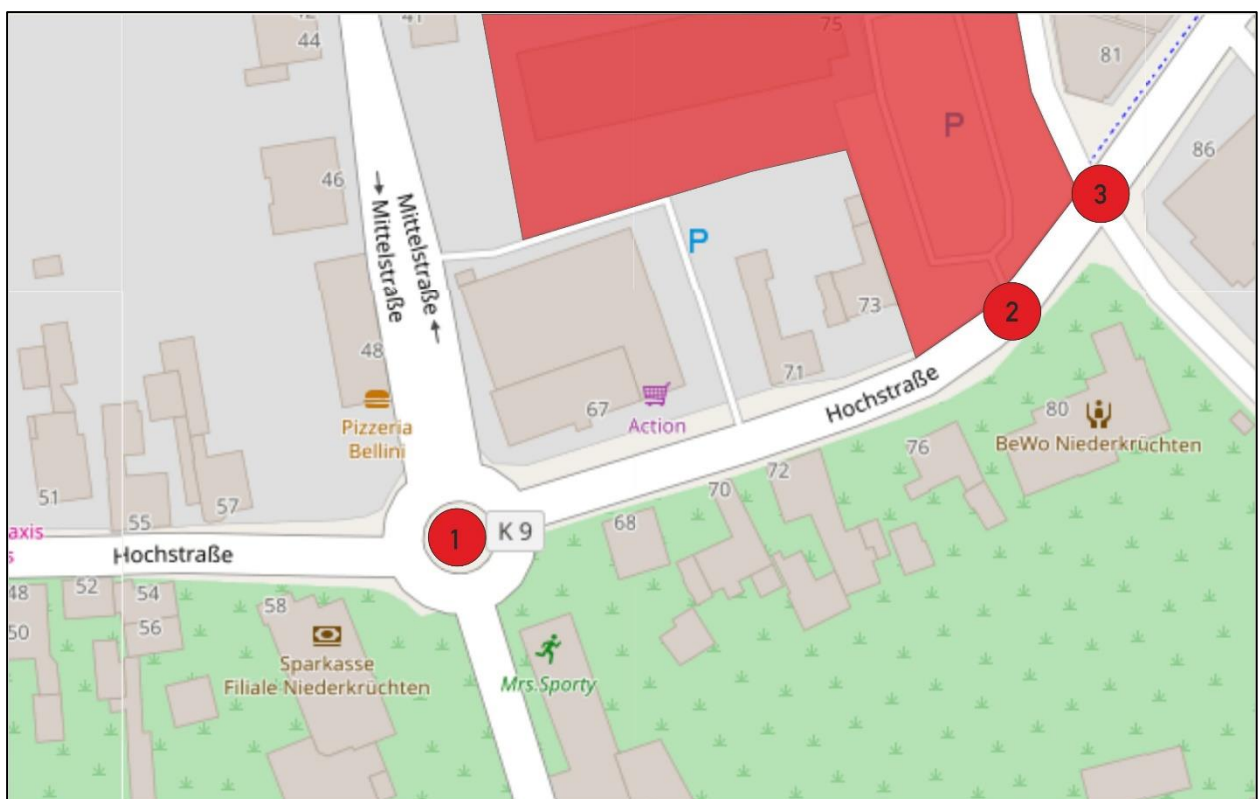 44
41
75
81
P
86
46
3
Mittelstraße
Mittelstraße
P
73
2
48
71
Hochstraße
67
Action
Pizzeria
Bellini
80
BeWo Niederkrüchten
76
72
70
51
57
55
68
1
K 9
axis
s
Hochstraße
48
52
54
58
50
56
Sparkasse
Filiale Niederkrüchten
Mrs.Sporty